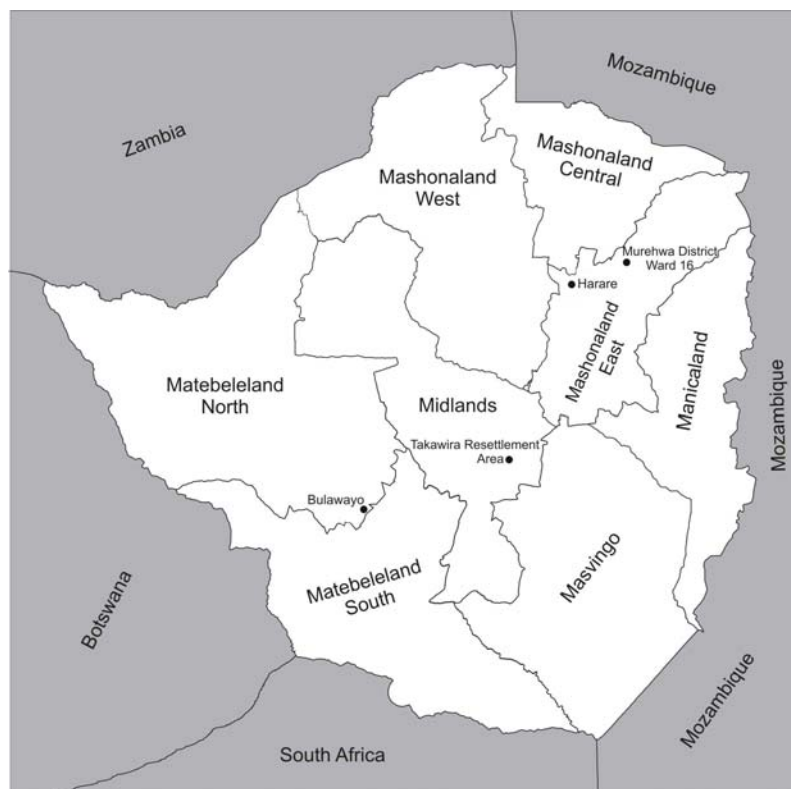 Mozambique
Zambia
Mashonaland
Central
Mashonaland
West
Murehwa District
Ward 16
Harare
Mashonaland
East
Manicaland
Matebeleland
North
Midlands
Mozambique
Takawira Resettlement
Area
Bulawayo
Masvingo
Matebeleland
South
Botswana
Mozambique
South Africa